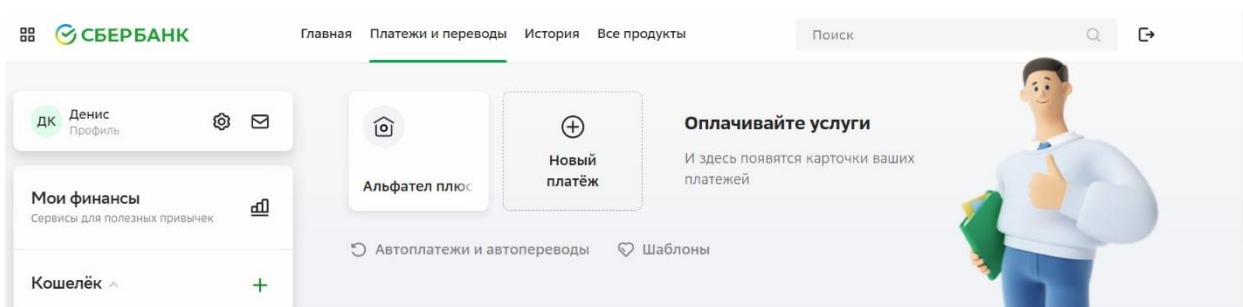 СБЕРБАНК
Главная Платежи и переводы История Все продукты Поиск
ДК Денис
Профиль
Мои финансы
Сервисы для полезных привычек
Кошелёк
Альфател плюс
Новый
платёж
Оплачивайте услуги
И здесь появятся карточки ваших
платежей
Автоплатежи и автопереводы Шаблоны